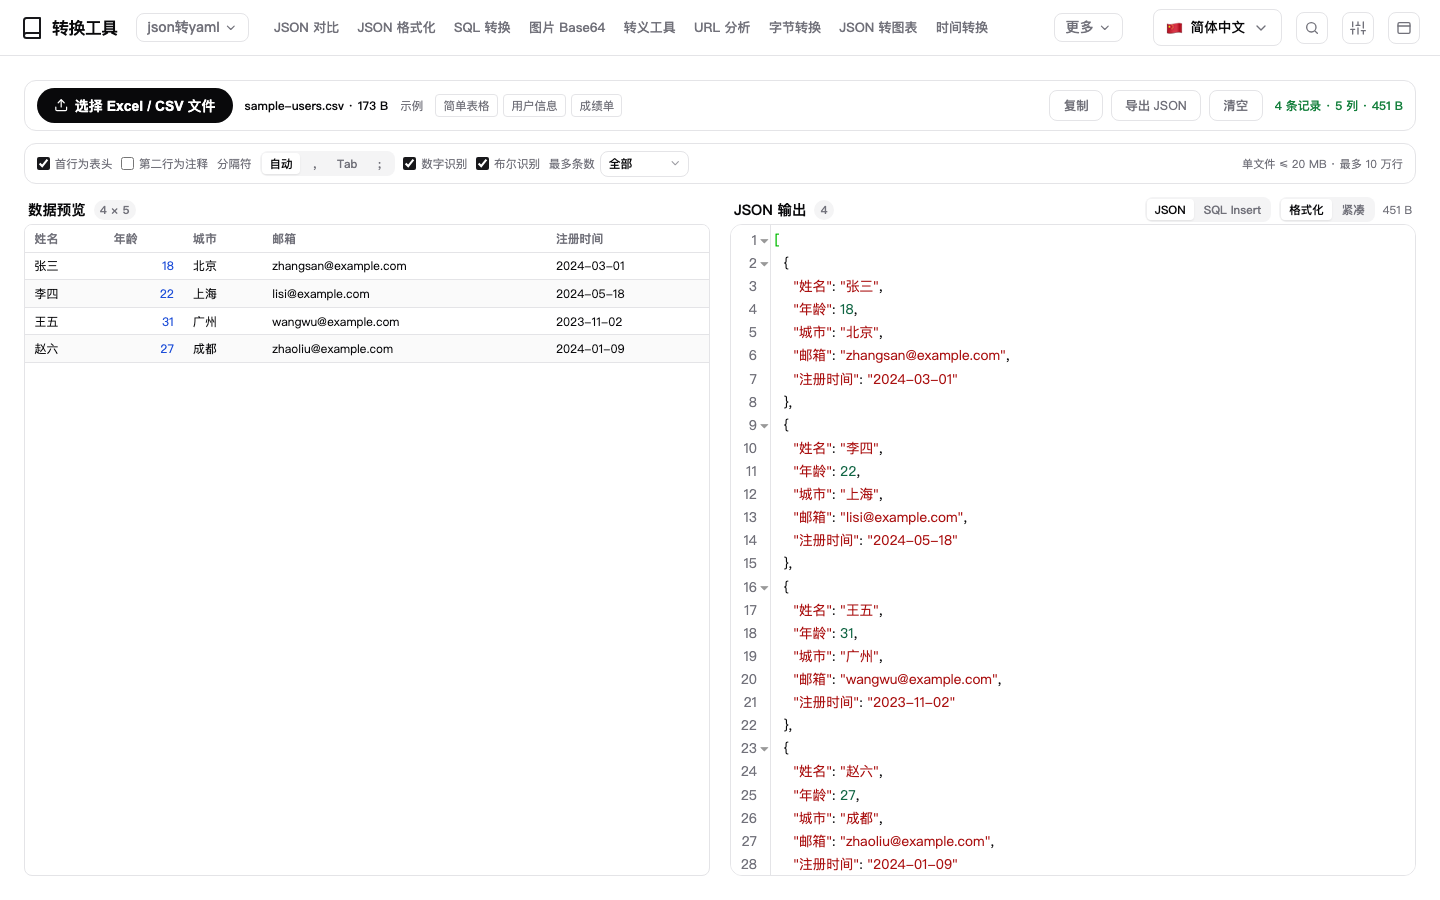 转换工具 json转yaml JSON 对比 JSON 格式化 SQL 转换 图片 Base64 转义工具 URL 分析 字节转换 JSON 转图表 时间转换 更多 简体中文
选择 Excel / CSV 文件 sample-users.csv · 173 B 示例 简单表格 用户信息 成绩单 复制 导出 JSON 清空 4 条记录 · 5 列 · 451 B
首行为表头 第二行为注释 分隔符 自动 , Tab ; 数字识别 布尔识别 最多条数 全部 单文件 ≤ 20 MB · 最多 10 万行
数据预览 4 × 5
姓名 年龄 城市 邮箱 注册时间
张三 18 北京 zhangsan@example.com 2024-03-01
李四 22 上海 lisi@example.com 2024-05-18
王五 31 广州 wangwu@example.com 2023-11-02
赵六 27 成都 zhaoliu@example.com 2024-01-09
JSON 输出 4 JSON SQL Insert 格式化 紧凑 451 B
1 [
2 {
3 "姓名": "张三",
4 "年龄": 18,
5 "城市": "北京",
6 "邮箱": "zhangsan@example.com",
7 "注册时间": "2024-03-01"
8 },
9 {
10 "姓名": "李四",
11 "年龄": 22,
12 "城市": "上海",
13 "邮箱": "lisi@example.com",
14 "注册时间": "2024-05-18"
15 },
16 {
17 "姓名": "王五",
18 "年龄": 31,
19 "城市": "广州",
20 "邮箱": "wangwu@example.com",
21 "注册时间": "2023-11-02"
22 },
23 {
24 "姓名": "赵六",
25 "年龄": 27,
26 "城市": "成都",
27 "邮箱": "zhaoliu@example.com",
28 "注册时间": "2024-01-09"